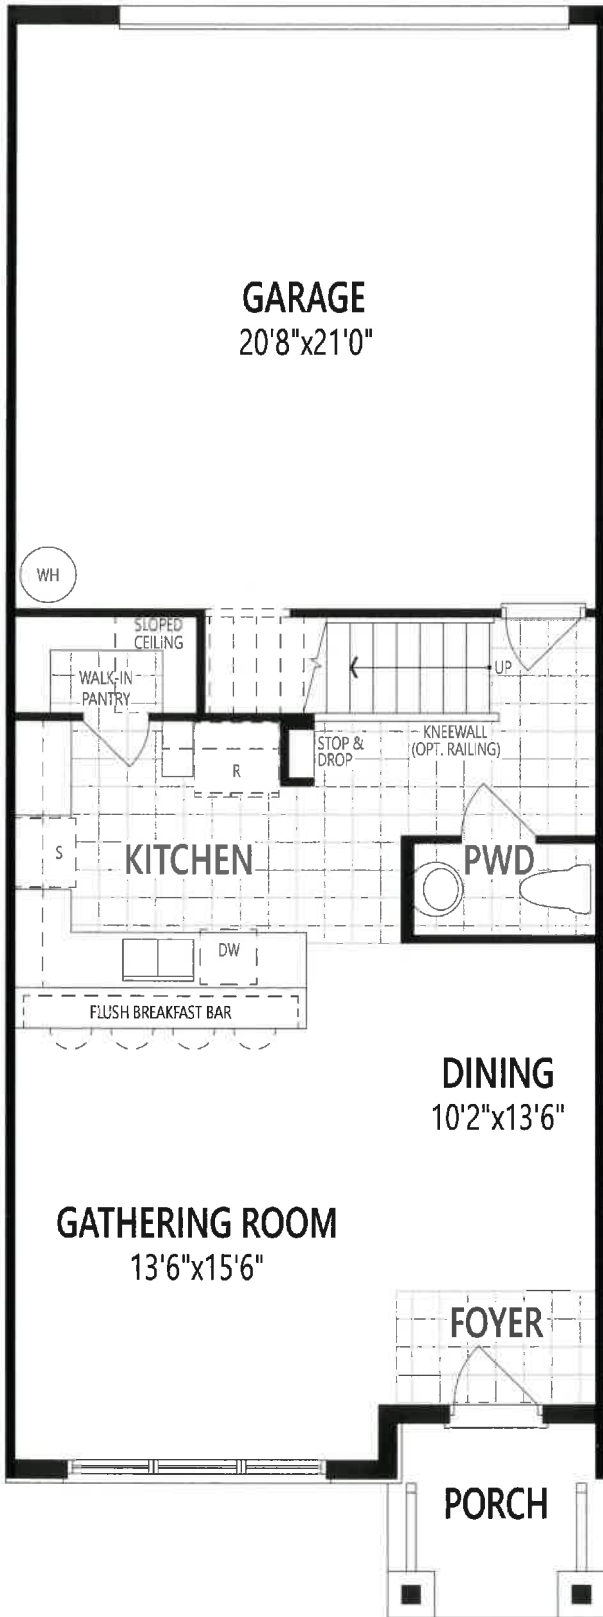 GARAGE
20'8"x21'0"
WH
SLOPED
CEILING
WALK-IN
PANTRY
UP
STOP &
DROP
KNEEWALL
(OPT. RAILING)
R
S
KITCHEN
PWD
DW
FLUSH BREAKFAST BAR
DINING
10'2"x13'6"
GATHERING ROOM
13'6"x15'6"
FOYER
PORCH